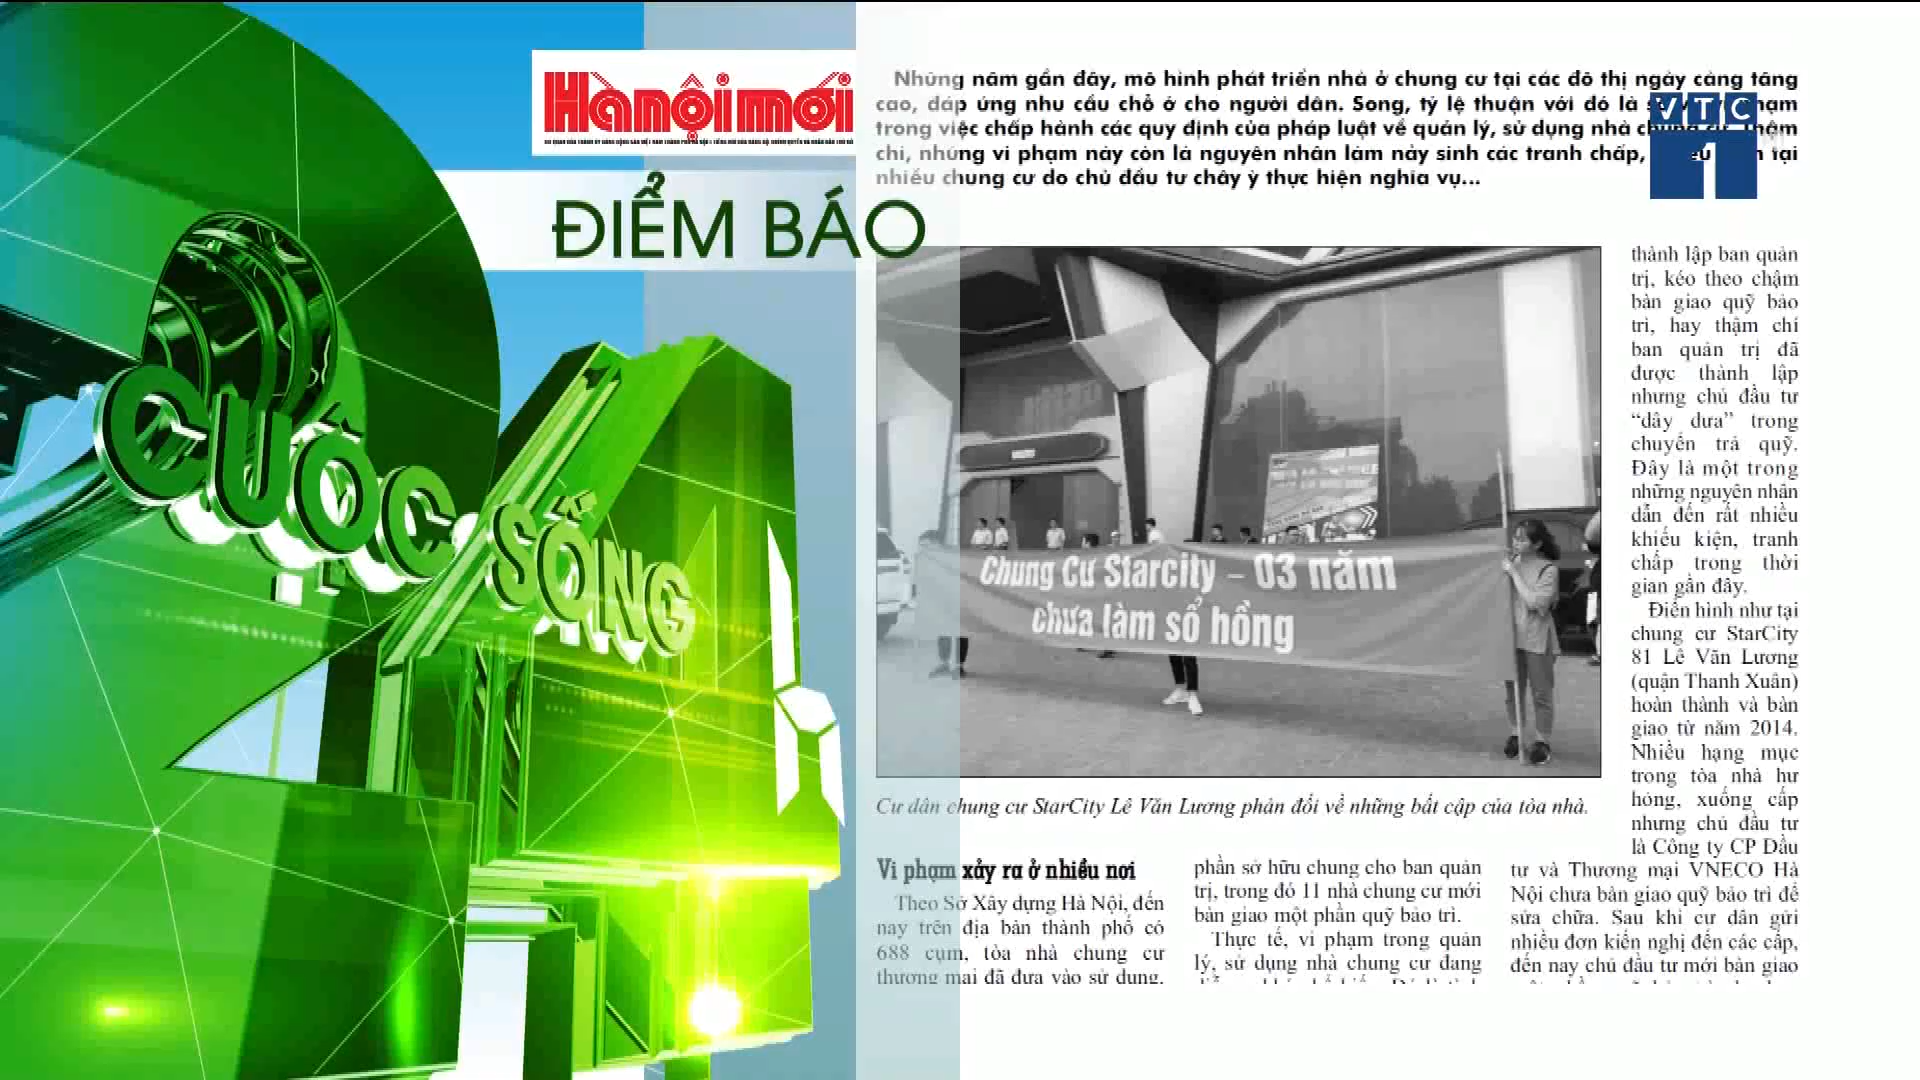 Hànộimới
ĐIỂM BÁO
CUỘC SỐNG
24H
VTC
1
Những năm gần đây, mô hình phát triển nhà ở chung cư tại các đô thị ngày càng tăng
cao, đáp ứng nhu cầu chỗ ở cho người dân. Song, tỷ lệ thuận với đó là số vụ vi phạm
trong việc chấp hành các quy định của pháp luật về quản lý, sử dụng nhà chung cư. Thậm
chí, những vi phạm này còn là nguyên nhân làm nảy sinh các tranh chấp, tại
nhiều chung cư do chủ đầu tư chây ỳ thực hiện nghĩa vụ...
Chung Cư Starcity – 03 năm
chưa làm sổ hồng
Cư dân chung cư StarCity Lê Văn Lương phản đối về những bất cập của tòa nhà.
Vi phạm xảy ra ở nhiều nơi
Theo Sở Xây dựng Hà Nội, đến
nay trên địa bàn thành phố có
688 cụm, tòa nhà chung cư
thương mại đã đưa vào sử dụng,
phần sở hữu chung cho ban quản
trị, trong đó 11 nhà chung cư mới
bàn giao một phần quỹ bảo trì.
Thực tế, vi phạm trong quản
lý, sử dụng nhà chung cư đang
thành lập ban quản
trị, kéo theo chậm
bàn giao quỹ bảo
trì, hay thậm chí
ban quản trị đã
được thành lập
nhưng chủ đầu tư
“dây dưa” trong
chuyển trả quỹ.
Đây là một trong
những nguyên nhân
dẫn đến rất nhiều
khiếu kiện, tranh
chấp trong thời
gian gần đây.
Điển hình như tại
chung cư StarCity
81 Lê Văn Lương
(quận Thanh Xuân)
hoàn thành và bàn
giao từ năm 2014.
Nhiều hạng mục
trong tòa nhà hư
hỏng, xuống cấp
nhưng chủ đầu tư
là Công ty CP Đầu
tư và Thương mại VNECO Hà
Nội chưa bàn giao quỹ bảo trì để
sửa chữa. Sau khi cư dân gửi
nhiều đơn kiến nghị đến các cấp,
đến nay chủ đầu tư mới bàn giao